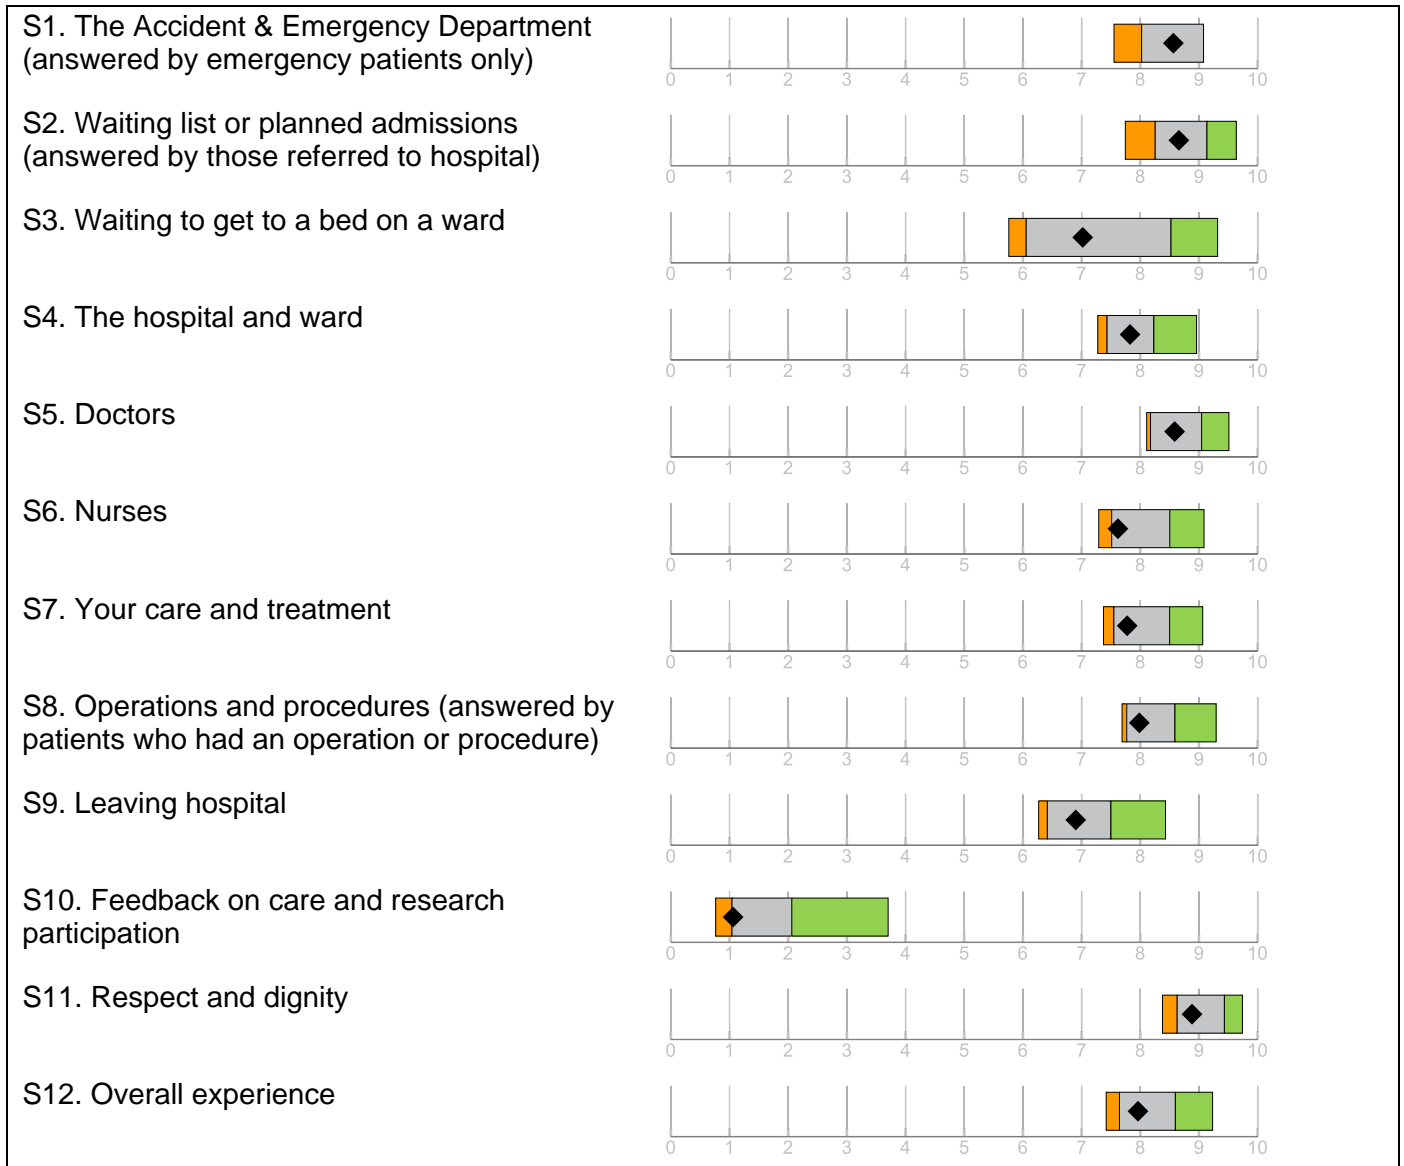 S1. The Accident & Emergency Department
(answered by emergency patients only)
0 1 2 3 4 5 6 7 8 9 10
S2. Waiting list or planned admissions
(answered by those referred to hospital)
0 1 2 3 4 5 6 7 8 9 10
S3. Waiting to get to a bed on a ward
0 1 2 3 4 5 6 7 8 9 10
S4. The hospital and ward
0 1 2 3 4 5 6 7 8 9 10
S5. Doctors
0 1 2 3 4 5 6 7 8 9 10
S6. Nurses
0 1 2 3 4 5 6 7 8 9 10
S7. Your care and treatment
0 1 2 3 4 5 6 7 8 9 10
S8. Operations and procedures (answered by
patients who had an operation or procedure)
0 1 2 3 4 5 6 7 8 9 10
S9. Leaving hospital
0 1 2 3 4 5 6 7 8 9 10
S10. Feedback on care and research
participation
0 1 2 3 4 5 6 7 8 9 10
S11. Respect and dignity
0 1 2 3 4 5 6 7 8 9 10
S12. Overall experience
0 1 2 3 4 5 6 7 8 9 10